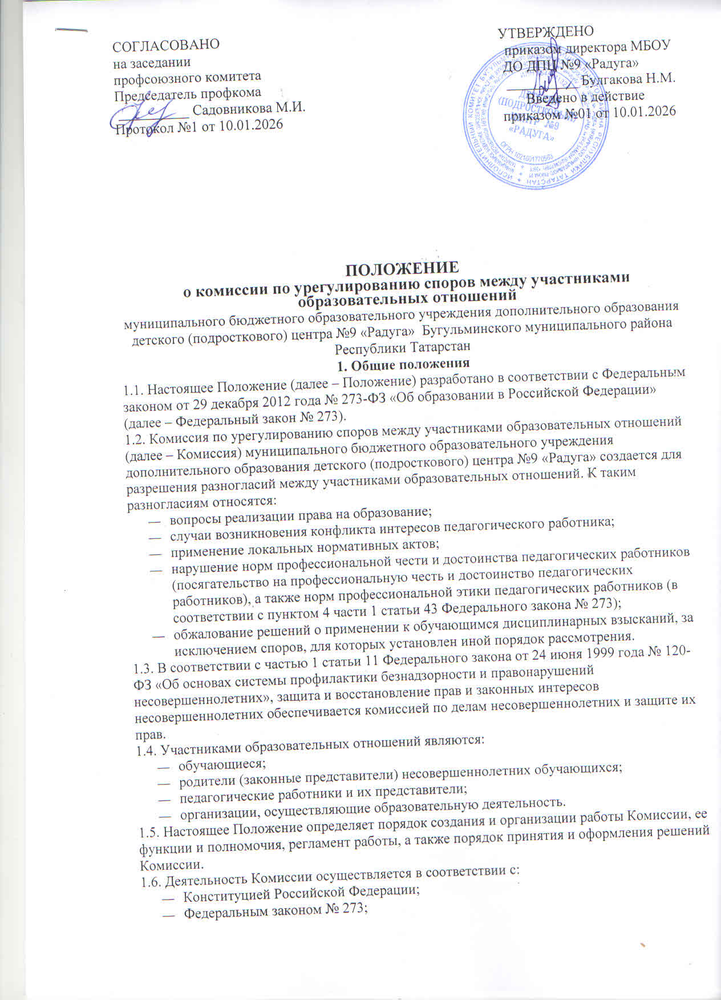 СОГЛАСОВАНО
на заседании
профсоюзного комитета
Председатель профкома
__________ Садовникова М.И.
Протокол №1 от 10.01.2026
УТВЕРЖДЕНО
приказом директора МБОУ
ДО ДПЦ №9 «Радуга»
__________ Булгакова Н.М.
Введено в действие
приказом №01 от 10.01.2026
(ПОДРОСТКОВЫЙ)
ЦЕНТР №9
«РАДУГА»
ОГРН 1021601770563
ПОЛОЖЕНИЕ
о комиссии по урегулированию споров между участниками
образовательных отношений
муниципального бюджетного образовательного учреждения дополнительного образования
детского (подросткового) центра №9 «Радуга» Бугульминского муниципального района
Республики Татарстан
1. Общие положения
1.1. Настоящее Положение (далее – Положение) разработано в соответствии с Федеральным
законом от 29 декабря 2012 года № 273-ФЗ «Об образовании в Российской Федерации»
(далее – Федеральный закон № 273).
1.2. Комиссия по урегулированию споров между участниками образовательных отношений
(далее – Комиссия) муниципального бюджетного образовательного учреждения
дополнительного образования детского (подросткового) центра №9 «Радуга» создается для
разрешения разногласий между участниками образовательных отношений. К таким
разногласиям относятся:
— вопросы реализации права на образование;
— случаи возникновения конфликта интересов педагогического работника;
— применение локальных нормативных актов;
— нарушение норм профессиональной чести и достоинства педагогических работников
(посягательство на профессиональную честь и достоинство педагогических
работников), а также норм профессиональной этики педагогических работников (в
соответствии с пунктом 4 части 1 статьи 43 Федерального закона № 273);
— обжалование решений о применении к обучающимся дисциплинарных взысканий, за
исключением споров, для которых установлен иной порядок рассмотрения.
1.3. В соответствии с частью 1 статьи 11 Федерального закона от 24 июня 1999 года № 120-
ФЗ «Об основах системы профилактики безнадзорности и правонарушений
несовершеннолетних», защита и восстановление прав и законных интересов
несовершеннолетних обеспечивается комиссией по делам несовершеннолетних и защите их
прав.
1.4. Участниками образовательных отношений являются:
— обучающиеся;
— родители (законные представители) несовершеннолетних обучающихся;
— педагогические работники и их представители;
— организации, осуществляющие образовательную деятельность.
1.5. Настоящее Положение определяет порядок создания и организации работы Комиссии, ее
функции и полномочия, регламент работы, а также порядок принятия и оформления решений
Комиссии.
1.6. Деятельность Комиссии осуществляется в соответствии с:
— Конституцией Российской Федерации;
— Федеральным законом № 273;